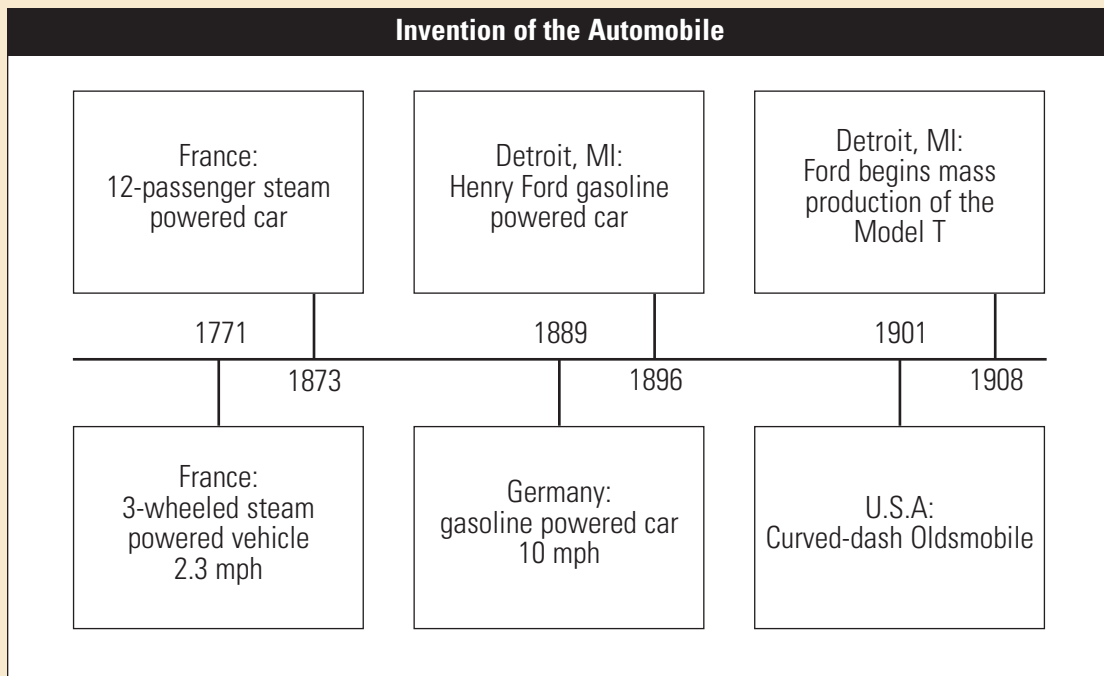 Invention of the Automobile
France:
12-passenger steam
powered car
Detroit, MI:
Henry Ford gasoline
powered car
Detroit, MI:
Ford begins mass
production of the
Model T
1771
1889
1901
1873
1896
1908
France:
3-wheeled steam
powered vehicle
2.3 mph
Germany:
gasoline powered car
10 mph
U.S.A:
Curved-dash Oldsmobile